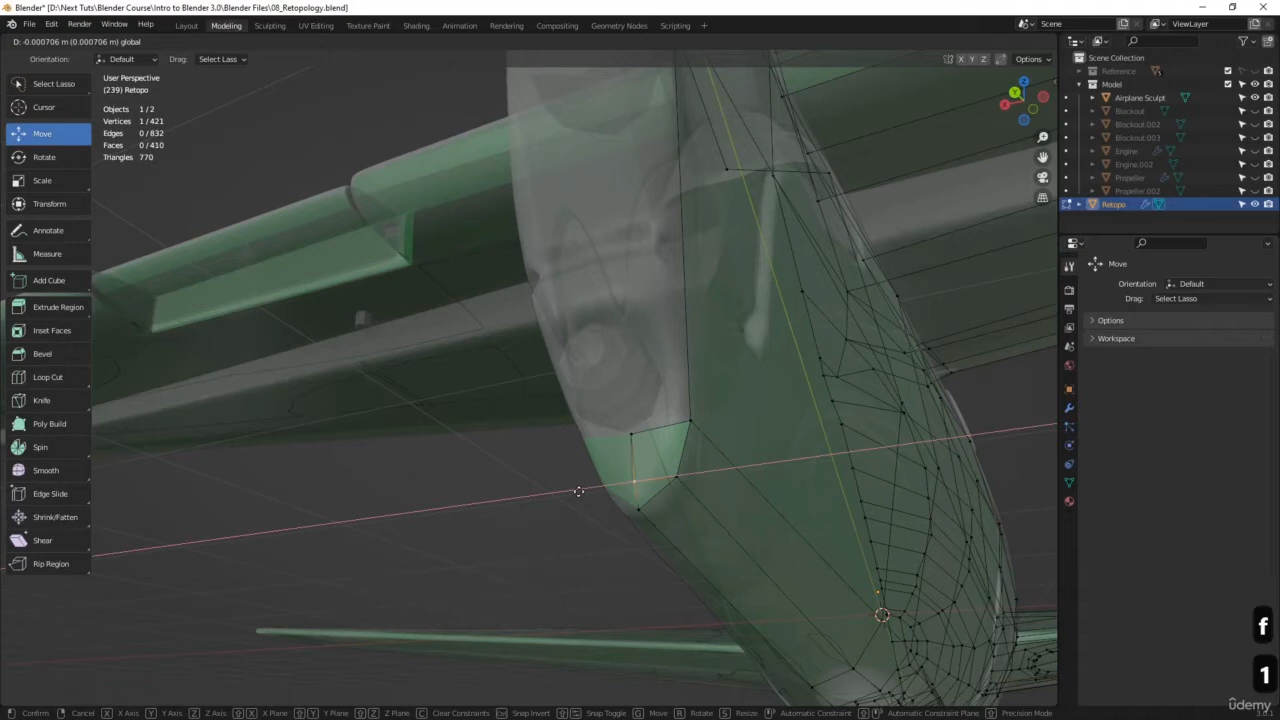 Blender* [D:\Next Tuts\Blender Course\Intro to Blender 3.0\Blender Files\08_Retopology.blend]
File Edit Render Window Help Layout Modeling Sculpting UV Editing Texture Paint Shading Animation Rendering Compositing Geometry Nodes Scripting + Scene ViewLayer
D: -0.000706 m (0.000706 m) global
Orientation: Default Drag: Select Lasso X Y Z Options
User Perspective
(239) Retopo
Objects 1/2
Vertices 1/421
Edges 0/832
Faces 0/410
Triangles 770
Select Lasso
Cursor
Move
Rotate
Scale
Transform
Annotate
Measure
Add Cube
Extrude Region
Inset Faces
Bevel
Loop Cut
Knife
Poly Build
Spin
Smooth
Edge Slide
Shrink/Fatten
Shear
Rip Region
Z
Y
X
Scene Collection
Reference
Model
Airplane Sculpt
Blockout
Blockout.002
Blockout.003
Engine
Engine.002
Propeller
Propeller.002
Retopo
Move
Orientation Default
Drag: Select Lasso
Options
Workspace
f
1
ûdemy
Confirm Cancel X X Axis Y Y Axis Z Z Axis X X Plane Y Y Plane Z Z Plane C Clear Constraints Snap Invert Snap Toggle G Move R Rotate S Resize Automatic Constraint Automatic Constraint Plane Precision Mode
3.0.1